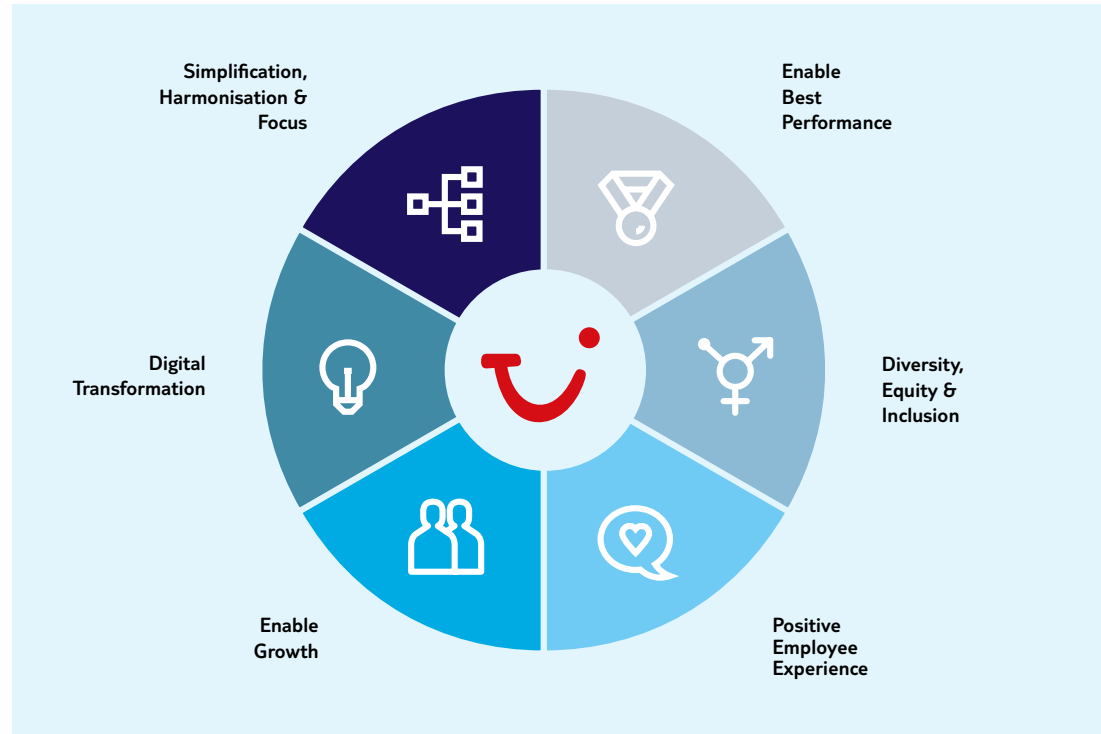 Simplification,
Harmonisation &
Focus
Enable
Best
Performance
Digital
Transformation
Diversity,
Equity &
Inclusion
Enable
Growth
Positive
Employee
Experience